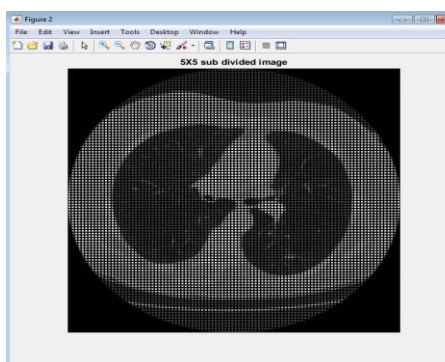 Figure 2
File Edit View Insert Tools Desktop Window Help
5X5 sub divided image